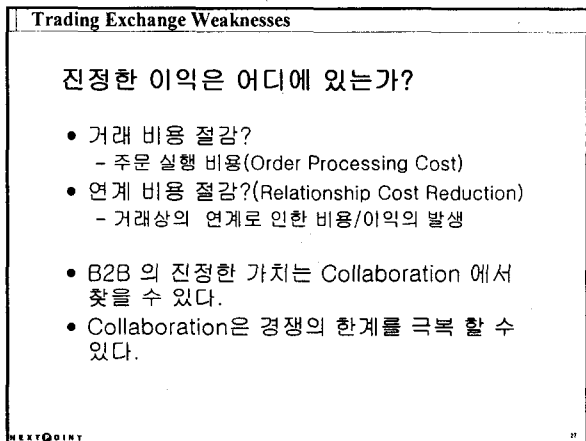 Trading Exchange Weaknesses
진정한 이익은 어디에 있는가?
• 거래 비용 절감?
– 주문 실행 비용(Order Processing Cost)
• 연계 비용 절감?(Relationship Cost Reduction)
– 거래상의 연계로 인한 비용/이익의 발생
• B2B 의 진정한 가치는 Collaboration 에서
찾을 수 있다.
• Collaboration은 경쟁의 한계를 극복 할 수
있다.
NEXTPOINT